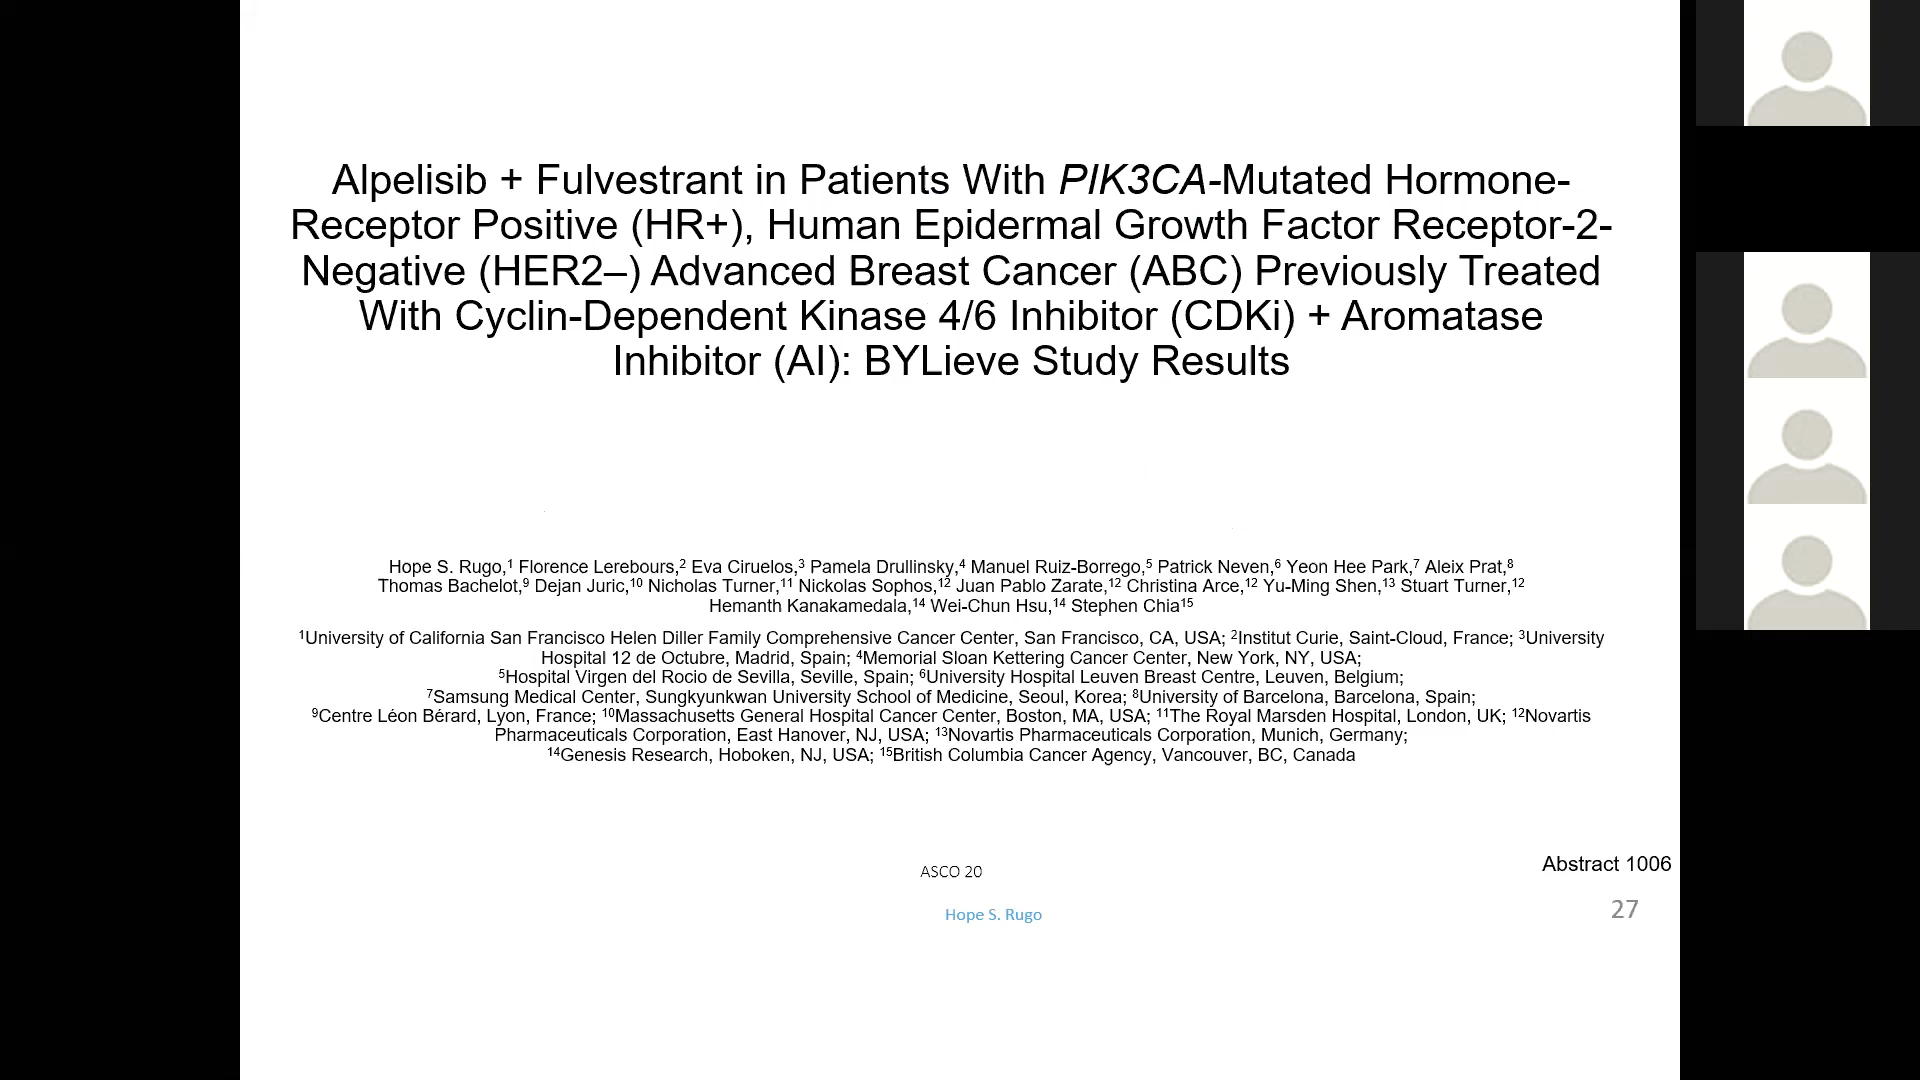 Alpelisib + Fulvestrant in Patients With PIK3CA-Mutated Hormone-
Receptor Positive (HR+), Human Epidermal Growth Factor Receptor-2-
Negative (HER2–) Advanced Breast Cancer (ABC) Previously Treated
With Cyclin-Dependent Kinase 4/6 Inhibitor (CDKi) + Aromatase
Inhibitor (AI): BYLieve Study Results
Hope S. Rugo,¹ Florence Lerebours,² Eva Ciruelos,³ Pamela Drullinsky,⁴ Manuel Ruiz-Borrego,⁵ Patrick Neven,⁶ Yeon Hee Park,⁷ Aleix Prat,⁸
Thomas Bachelot,⁹ Dejan Juric,¹⁰ Nicholas Turner,¹¹ Nickolas Sophos,¹² Juan Pablo Zarate,¹² Christina Arce,¹² Yu-Ming Shen,¹³ Stuart Turner,¹²
Hemanth Kanakamedala,¹⁴ Wei-Chun Hsu,¹⁴ Stephen Chia¹⁵
¹University of California San Francisco Helen Diller Family Comprehensive Cancer Center, San Francisco, CA, USA; ²Institut Curie, Saint-Cloud, France; ³University
Hospital 12 de Octubre, Madrid, Spain; ⁴Memorial Sloan Kettering Cancer Center, New York, NY, USA;
⁵Hospital Virgen del Rocio de Sevilla, Seville, Spain; ⁶University Hospital Leuven Breast Centre, Leuven, Belgium;
⁷Samsung Medical Center, Sungkyunkwan University School of Medicine, Seoul, Korea; ⁸University of Barcelona, Barcelona, Spain;
⁹Centre Léon Bérard, Lyon, France; ¹⁰Massachusetts General Hospital Cancer Center, Boston, MA, USA; ¹¹The Royal Marsden Hospital, London, UK; ¹²Novartis
Pharmaceuticals Corporation, East Hanover, NJ, USA; ¹³Novartis Pharmaceuticals Corporation, Munich, Germany;
¹⁴Genesis Research, Hoboken, NJ, USA; ¹⁵British Columbia Cancer Agency, Vancouver, BC, Canada
Abstract 1006
ASCO 20
Hope S. Rugo
27